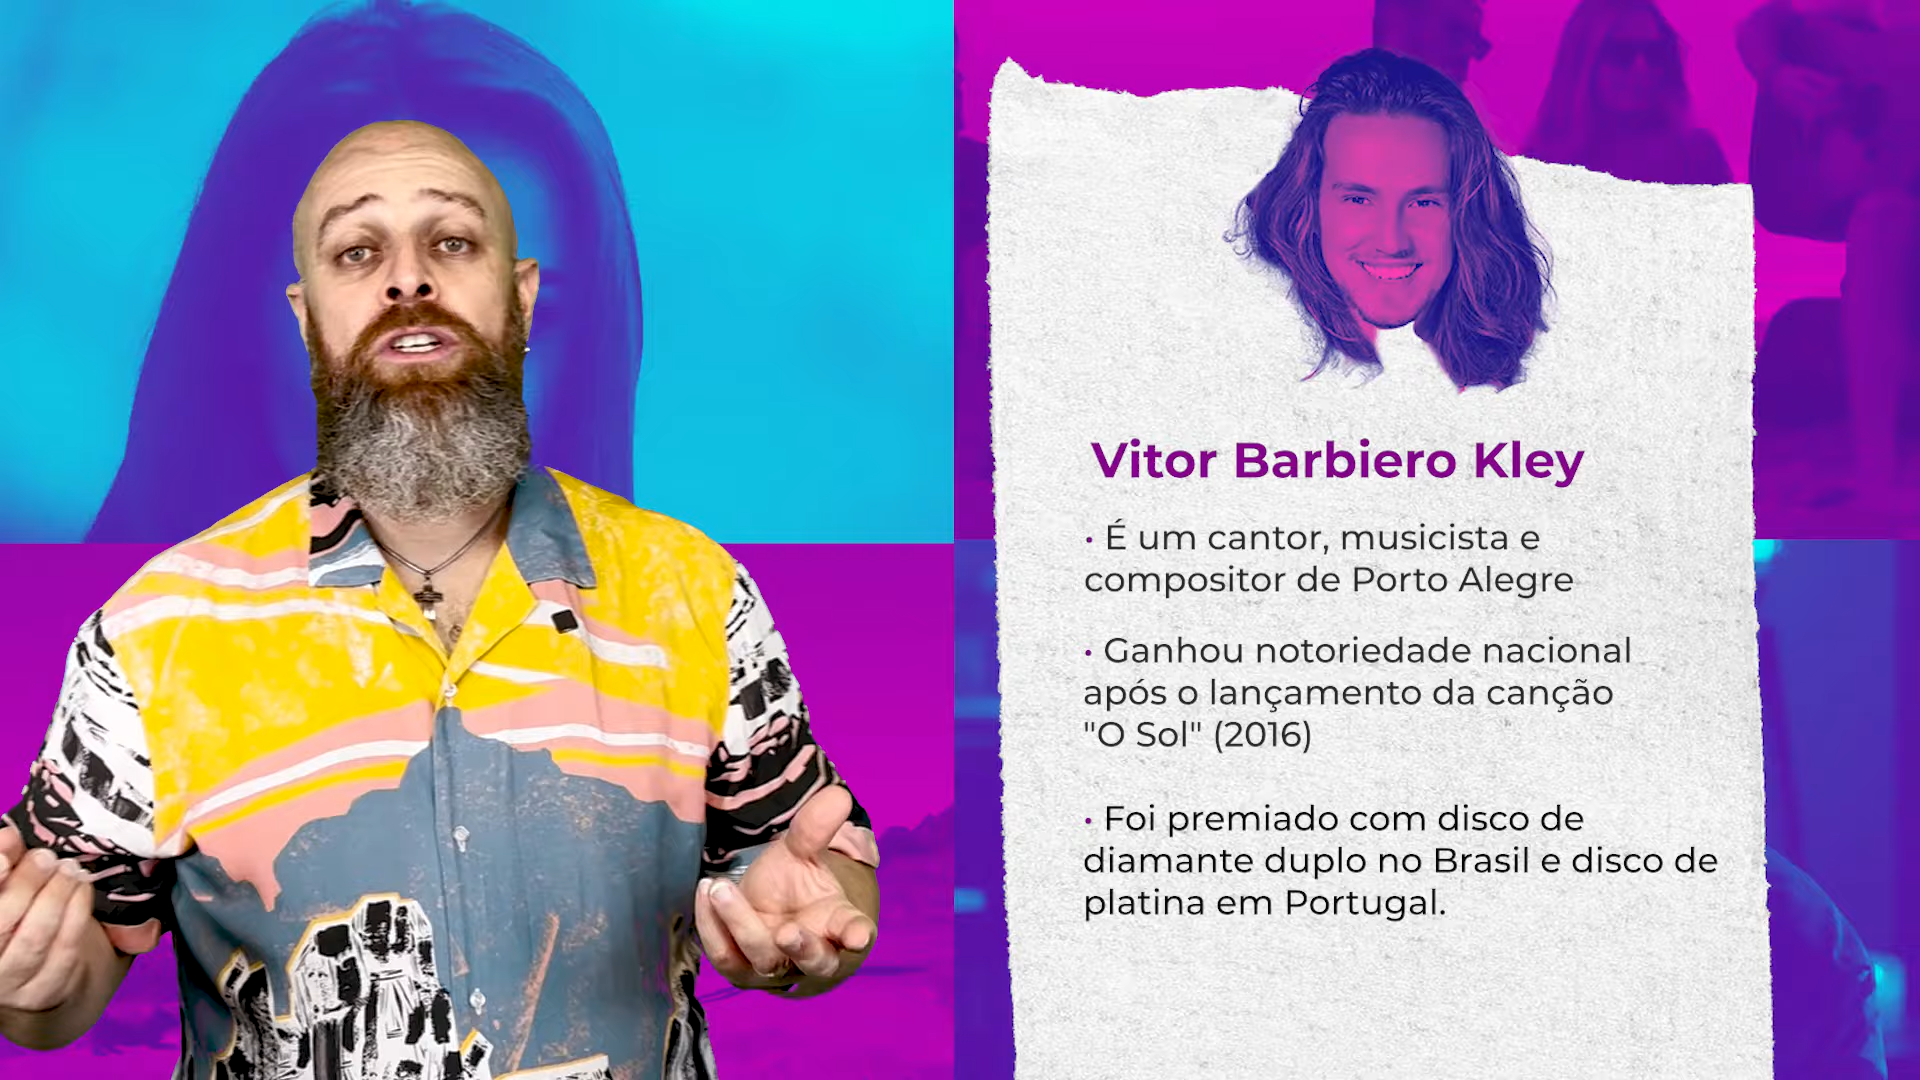 Vitor Barbiero Kley
· É um cantor, musicista e
compositor de Porto Alegre
· Ganhou notoriedade nacional
após o lançamento da canção
"O Sol" (2016)
· Foi premiado com disco de
diamante duplo no Brasil e disco de
platina em Portugal.